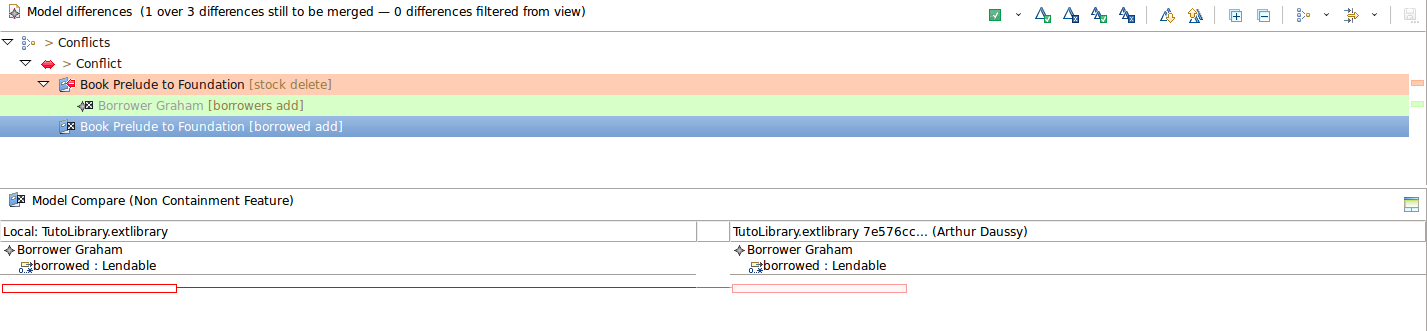 Model differences (1 over 3 differences still to be merged — 0 differences filtered from view)
> Conflicts
> Conflict
Book Prelude to Foundation [stock delete]
Borrower Graham [borrowers add]
Book Prelude to Foundation [borrowed add]
Model Compare (Non Containment Feature)
Local: TutoLibrary.extlibrary
TutoLibrary.extlibrary 7e576cc... (Arthur Daussy)
Borrower Graham
Borrower Graham
borrowed : Lendable
borrowed : Lendable